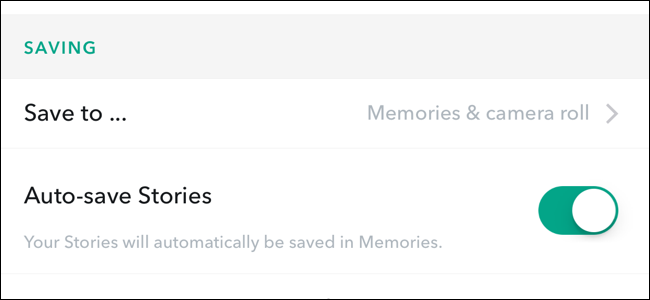 SAVING
Save to ... Memories & camera roll
Auto-save Stories
Your Stories will automatically be saved in Memories.